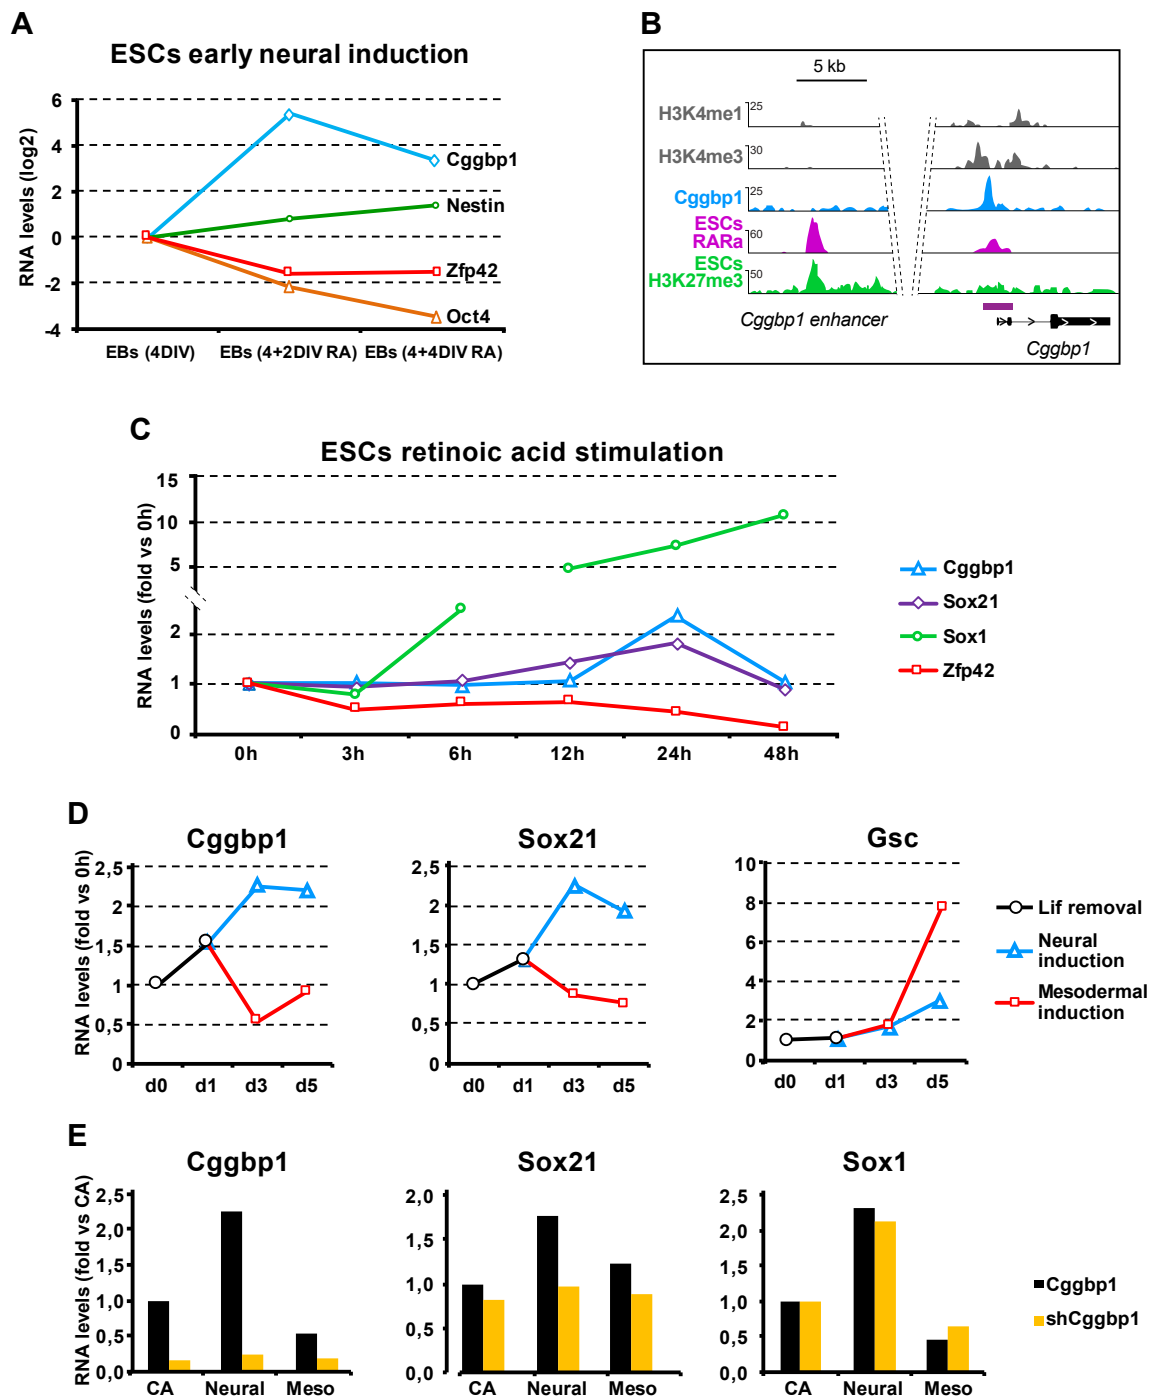 A
ESCs early neural induction
RNA levels (log2)
6
4
2
0
-2
-4
Cggbp1
Nestin
Zfp42
Oct4
EBs (4DIV)
EBs (4+2DIV RA)
EBs (4+4DIV RA)
B
5 kb
H3K4me1
25
H3K4me3
30
Cggbp1
25
ESCs
RARa
60
ESCs
H3K27me3
50
Cggbp1 enhancer
Cggbp1
C
ESCs retinoic acid stimulation
RNA levels (fold vs 0h)
15
10
5
2
1
0
0h
3h
6h
12h
24h
48h
Cggbp1
Sox21
Sox1
Zfp42
D
Cggbp1
RNA levels (fold vs 0h)
2,5
2
1,5
1
0,5
0
d0
d1
d3
d5
Sox21
2,5
2
1,5
1
0,5
0
d0
d1
d3
d5
Gsc
10
8
6
4
2
0
d0
d1
d3
d5
Lif removal
Neural
induction
Mesodermal
induction
E
Cggbp1
RNA levels (fold vs CA)
2,5
2,0
1,5
1,0
0,5
0,0
CA
Neural
Meso
Sox21
2,0
1,5
1,0
0,5
0,0
CA
Neural
Meso
Sox1
2,5
2,0
1,5
1,0
0,5
0,0
CA
Neural
Meso
Cggbp1
shCggbp1